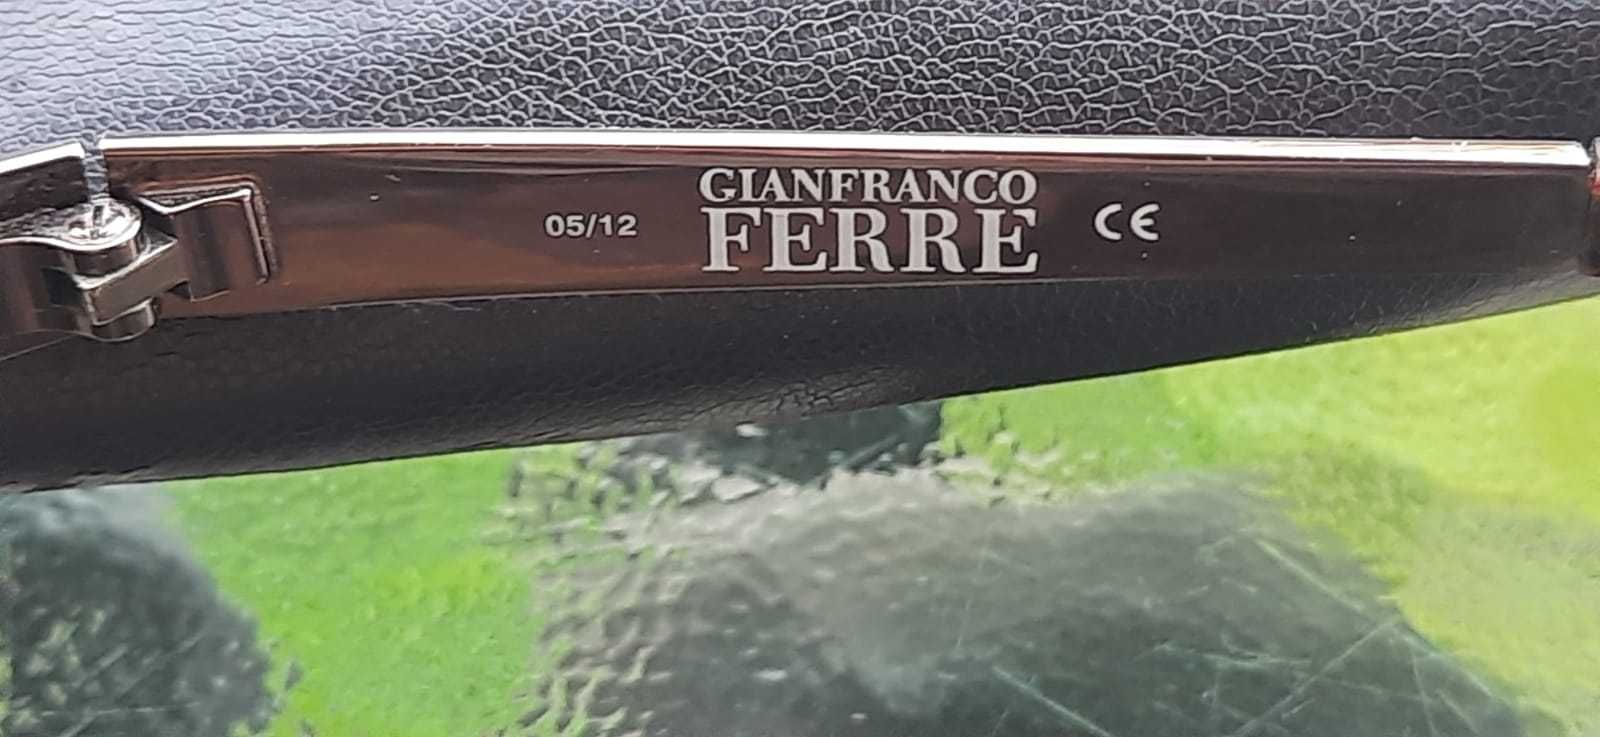 GIANFRANCO
05/12 FERRE CE